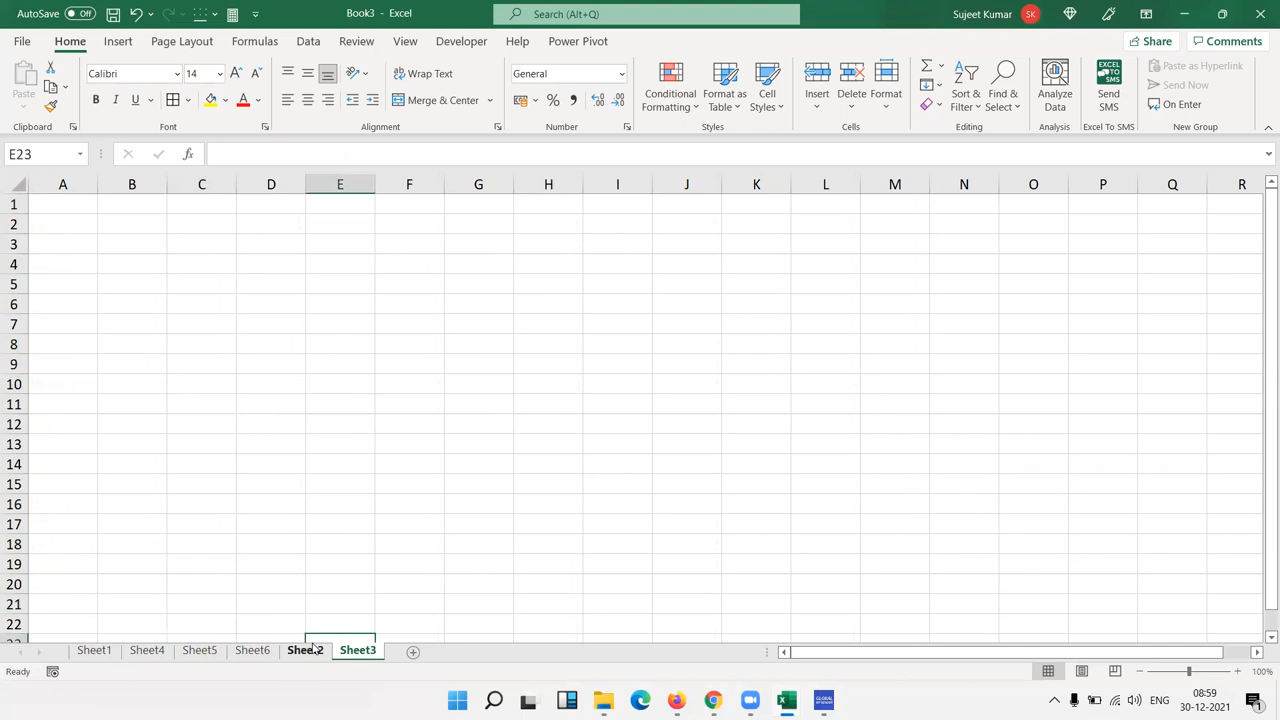 AutoSave Off Book3 - Excel Search (Alt+Q) Sujeet Kumar SK
File Home Insert Page Layout Formulas Data Review View Developer Help Power Pivot Share Comments
Paste Calibri 14 A A Wrap Text General Conditional Formatting Format as Table Cell Styles Insert Delete Format Sort & Filter Find & Select Analyze Data Send SMS Paste as Hyperlink
Send Now
B I U A Merge & Center % On Enter
Clipboard Font Alignment Number Styles Cells Editing Analysis Excel To SMS New Group
E23 fx
A B C D E F G H I J K L M N O P Q R
1
2
3
4
5
6
7
8
9
10
11
12
13
14
15
16
17
18
19
20
21
22
Sheet1 Sheet4 Sheet5 Sheet6 Sheet2 Sheet3
Ready 100%
GLOBAL ENG 08:59
30-12-2021 1